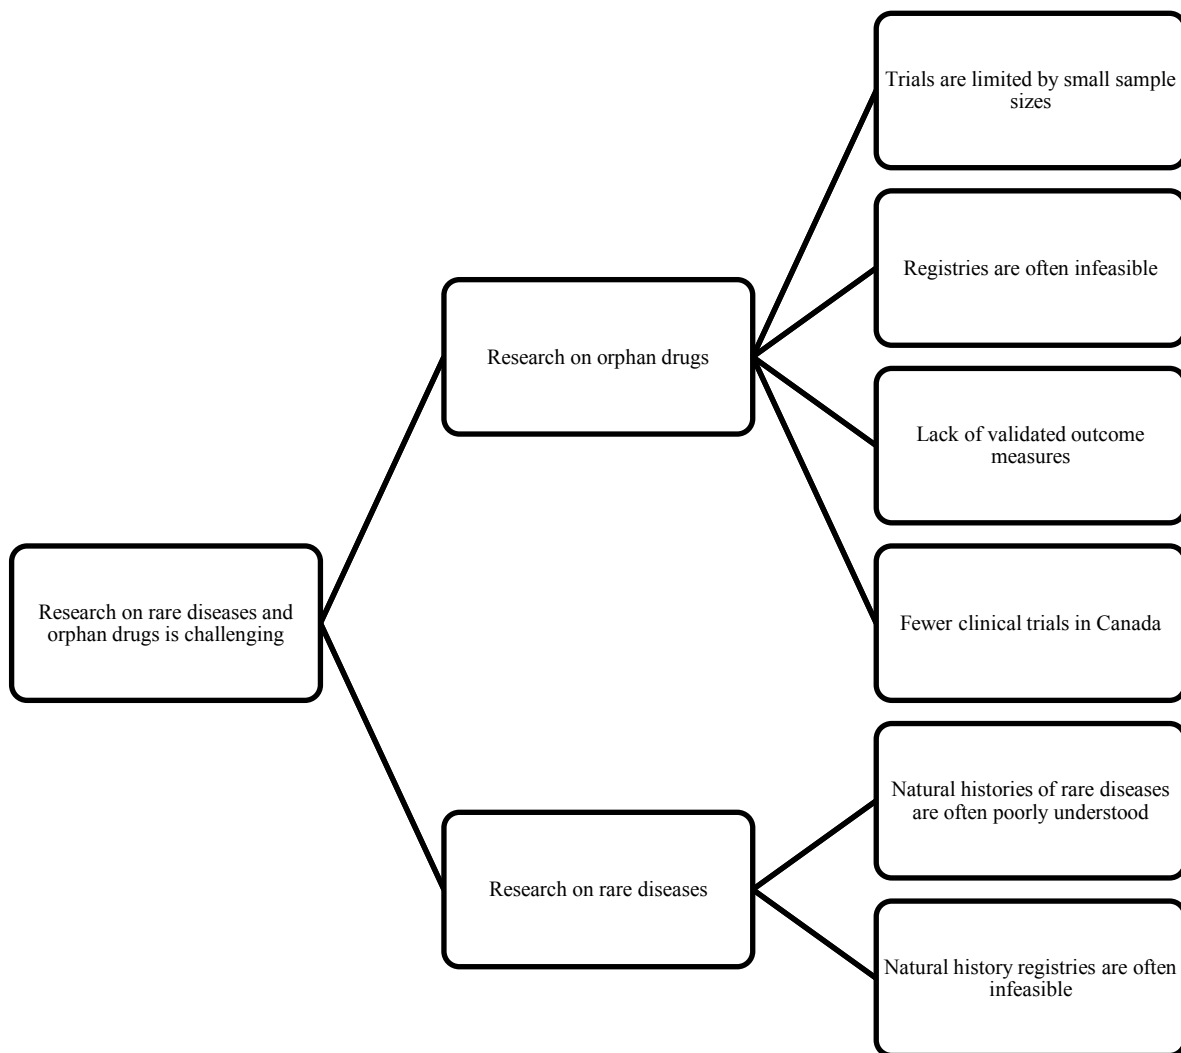 Trials are limited by small sample
sizes
Registries are often infeasible
Research on orphan drugs
Lack of validated outcome
measures
Research on rare diseases and
orphan drugs is challenging
Fewer clinical trials in Canada
Natural histories of rare diseases
are often poorly understood
Research on rare diseases
Natural history registries are often
infeasible